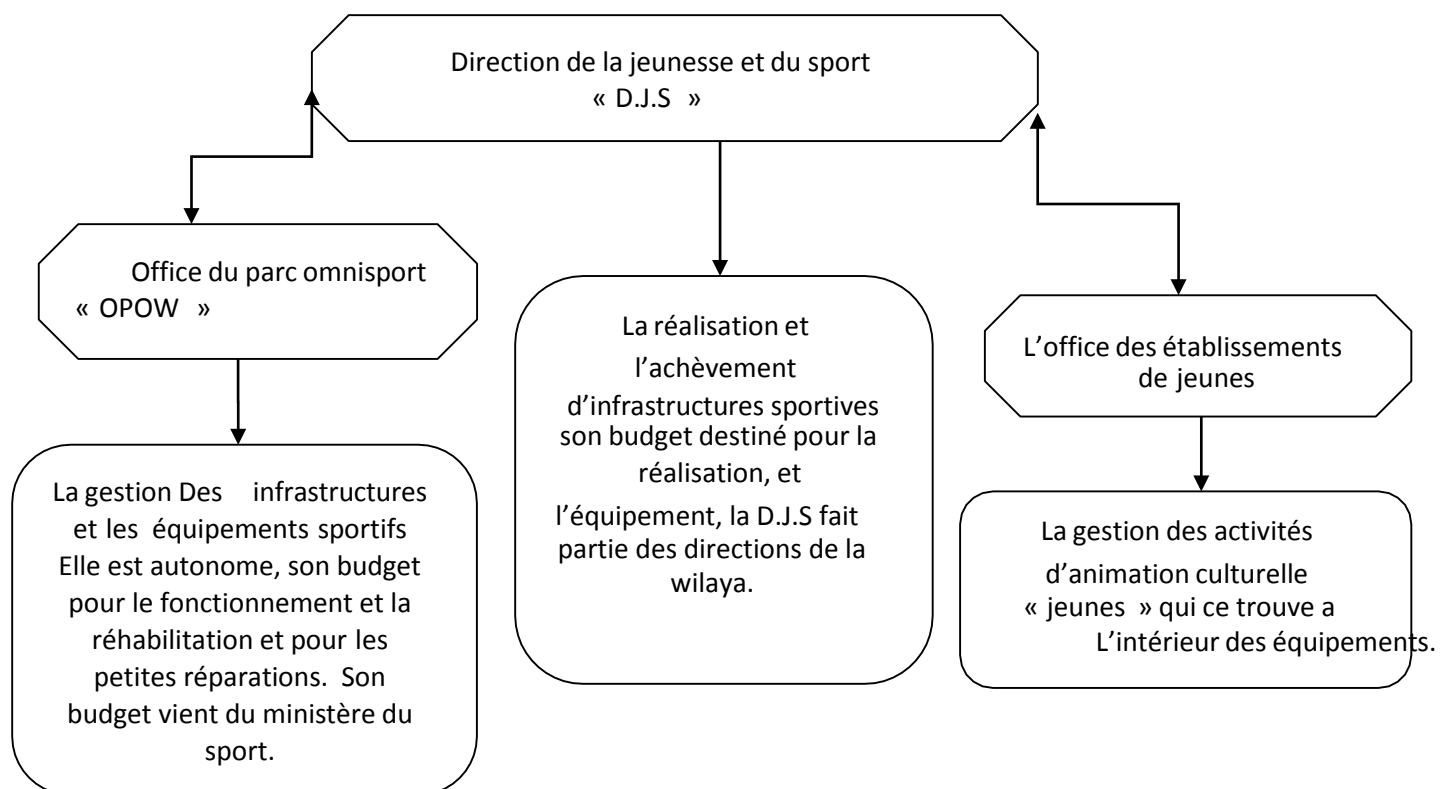 Direction de la jeunesse et du sport
« D.J.S »
Office du parc omnisport
« OPOW »
La gestion Des infrastructures
et les équipements sportifs
Elle est autonome, son budget
pour le fonctionnement et la
réhabilitation et pour les
petites réparations. Son
budget vient du ministère du
sport.
La réalisation et
l’achèvement
d’infrastructures sportives
son budget destiné pour la
réalisation, et
l’équipement, la D.J.S fait
partie des directions de la
wilaya.
L’office des établissements
de jeunes
La gestion des activités
d’animation culturelle
« jeunes » qui ce trouve a
L’intérieur des équipements.